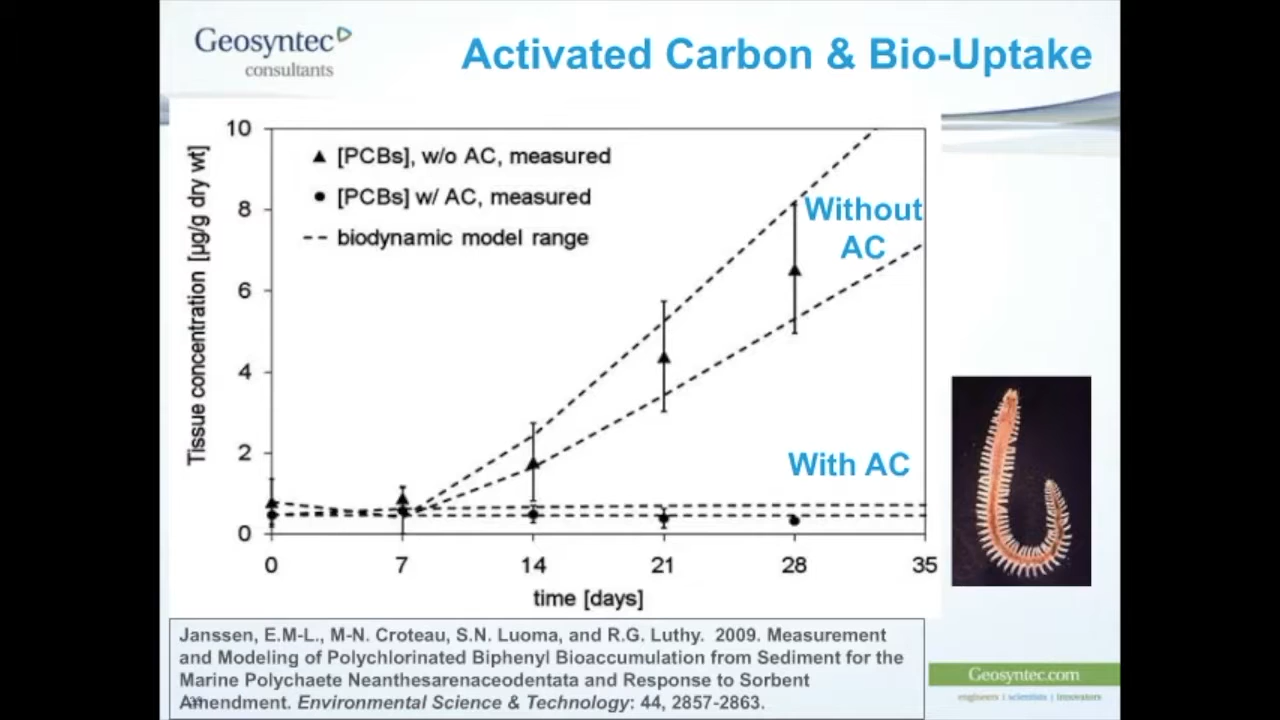 Geosyntec
consultants
Activated Carbon & Bio-Uptake
Tissue concentration [µg/g dry wt]
10
8
6
4
2
0
▲ [PCBs], w/o AC, measured
● [PCBs] w/ AC, measured
--- biodynamic model range
Without
AC
With AC
0 7 14 21 28 35
time [days]
Janssen, E.M-L., M-N. Croteau, S.N. Luoma, and R.G. Luthy. 2009. Measurement
and Modeling of Polychlorinated Biphenyl Bioaccumulation from Sediment for the
Marine Polychaete Neanthesarenaceodentata and Response to Sorbent
Amendment. Environmental Science & Technology: 44, 2857-2863.
Geosyntec.com
engineers | scientists | innovators